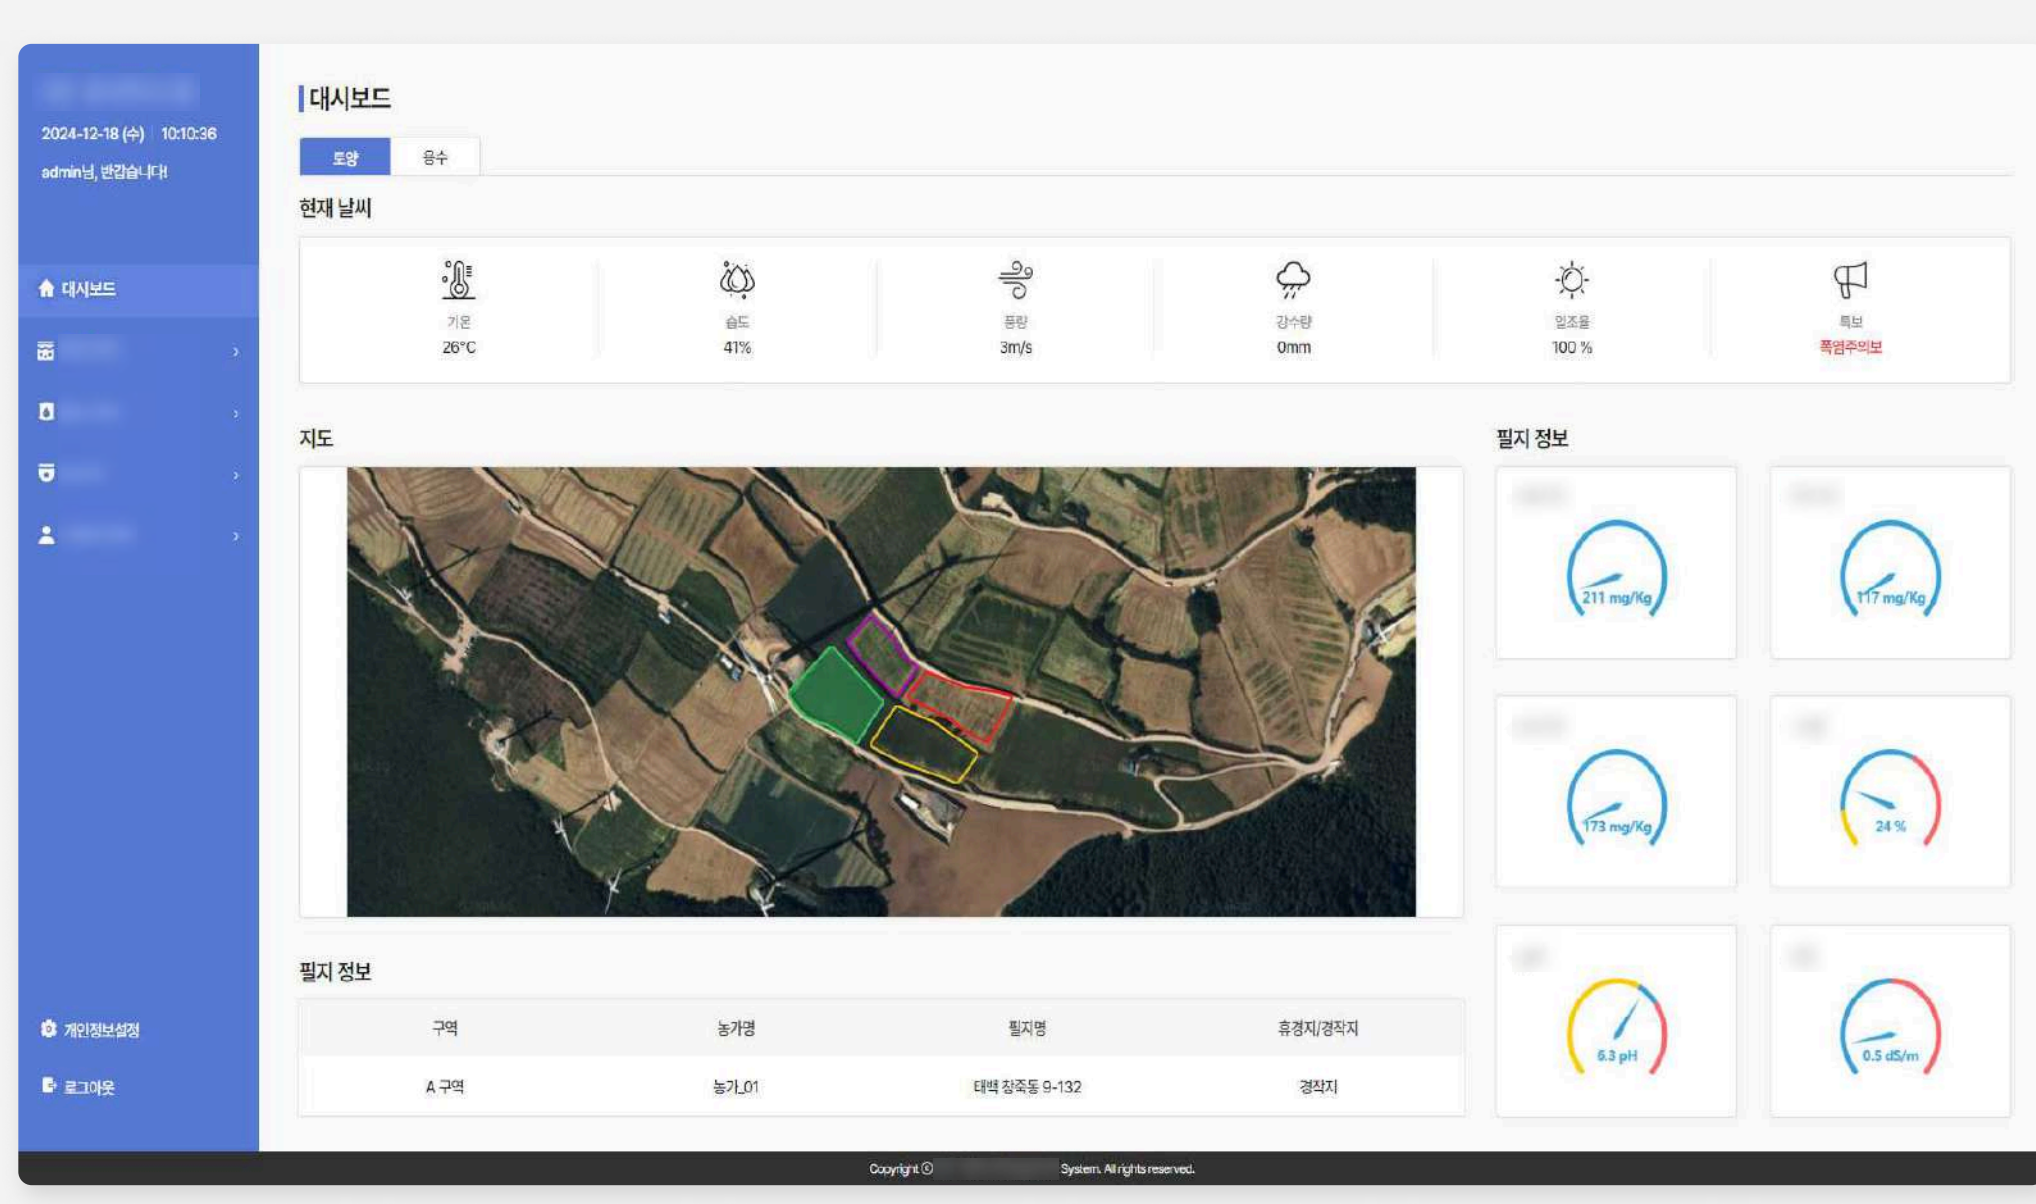 2024-12-18 (수) 10:10:36
admin님, 반갑습니다!
대시보드
개인정보설정
로그아웃
대시보드
토양 용수
현재 날씨
기온 습도 풍량 강수량 일조율 특보
26°C 41% 3m/s 0mm 100 % 폭염주의보
지도
필지 정보
구역 농가명 필지명 휴경지/경작지
A 구역 농가_01 태백 창죽동 9-132 경작지
필지 정보
211 mg/Kg 117 mg/Kg
173 mg/Kg 24 %
6.3 pH 0.5 dS/m
Copyright ⓒ System. All rights reserved.